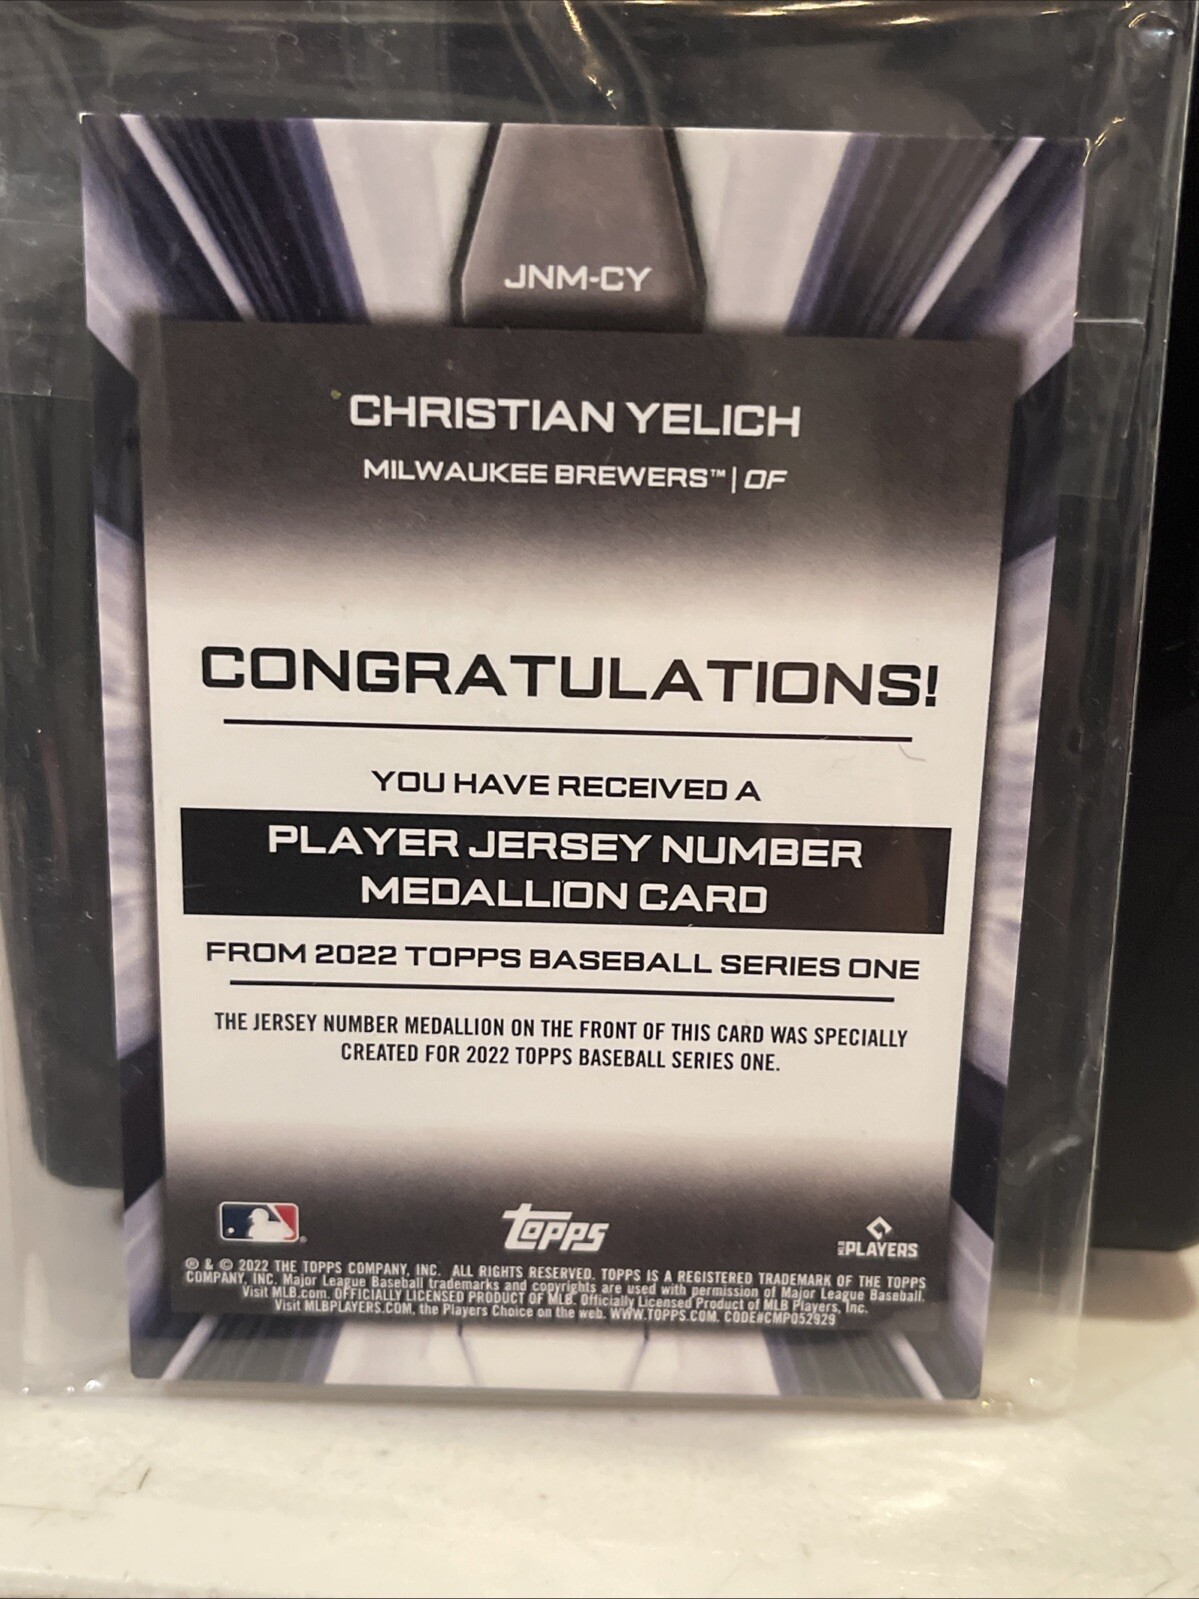 JNM-CY
CHRISTIAN YELICH
MILWAUKEE BREWERS™ | OF
CONGRATULATIONS!
YOU HAVE RECEIVED A
PLAYER JERSEY NUMBER
MEDALLION CARD
FROM 2022 TOPPS BASEBALL SERIES ONE
THE JERSEY NUMBER MEDALLION ON THE FRONT OF THIS CARD WAS SPECIALLY
CREATED FOR 2022 TOPPS BASEBALL SERIES ONE.
topps
MLB PLAYERS
® & © 2022 THE TOPPS COMPANY, INC. ALL RIGHTS RESERVED. TOPPS IS A REGISTERED TRADEMARK OF THE TOPPS
COMPANY, INC. Major League Baseball trademarks and copyrights are used with permission of Major League Baseball.
Visit MLB.com. OFFICIALLY LICENSED PRODUCT OF MLB. Officially Licensed Product of MLB Players, Inc.
Visit MLBPLAYERS.COM, the Players Choice on the web. WWW.TOPPS.COM. CODE#CMP052929